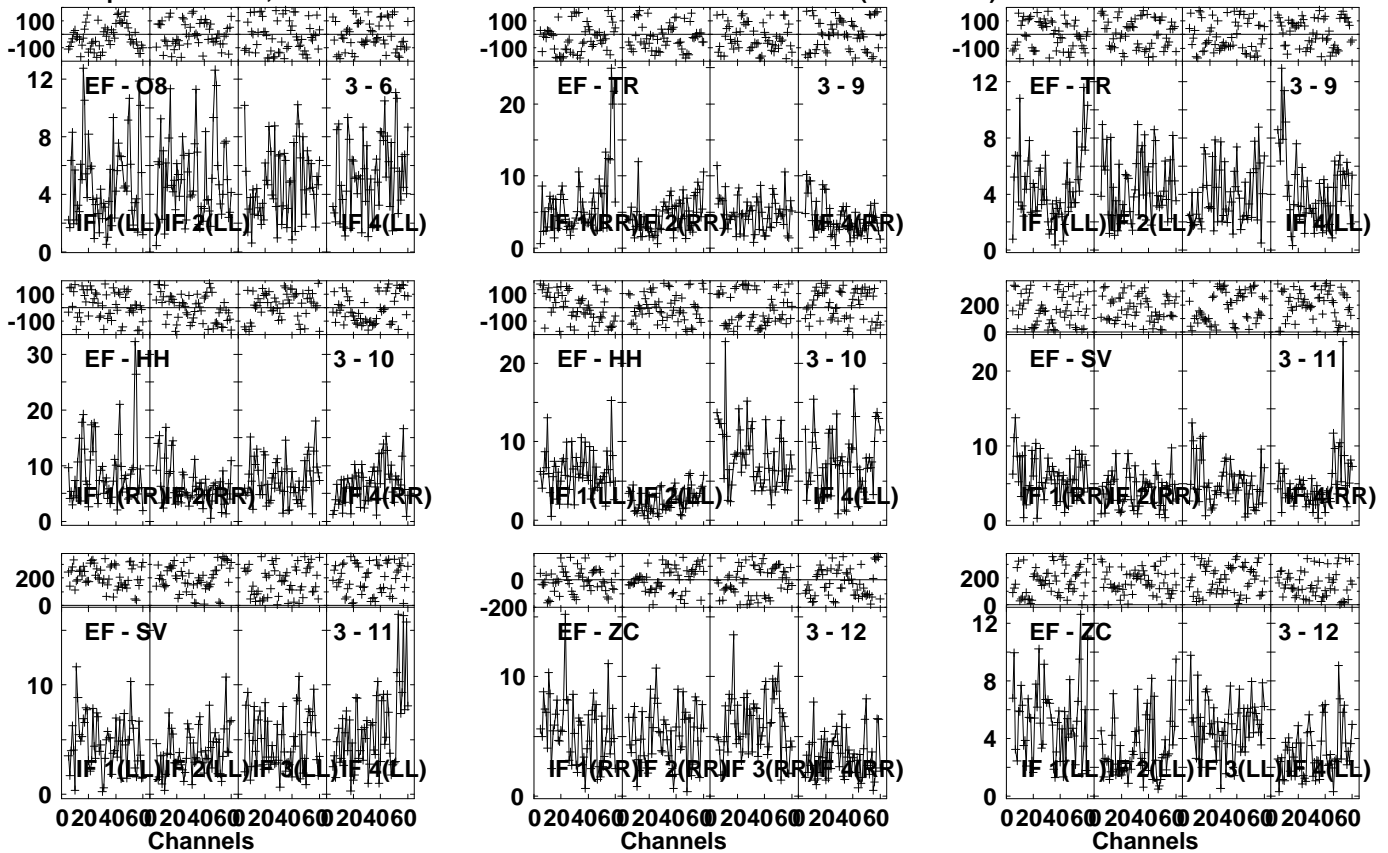 100 100 100
-100 -100 -100
EF - O8 3 - 6 EF - TR 3 - 9 EF - TR 3 - 9
12 20 12
8 10 8
4 4
IF 1(LL) IF 2(LL) IF 4(LL) IF 1(RR) IF 2(RR) IF 4(RR) IF 1(LL) IF 2(LL) IF 4(LL)
0 0 0
100 100 200
-100 -100 0
EF - HH 3 - 10 EF - HH 3 - 10 EF - SV 3 - 11
30 20 20
20 10 10
10
IF 1(RR) IF 2(RR) IF 4(RR) IF 1(LL) IF 2(LL) IF 4(LL) IF 1(RR) IF 2(RR) IF 4(RR)
0 0 0
200 0 200
0 -200 0
EF - SV 3 - 11 EF - ZC 3 - 12 EF - ZC 3 - 12
10 10 12
8
4
IF 1(LL) IF 2(LL) IF 3(LL) IF 4(LL) IF 1(RR) IF 2(RR) IF 3(RR) IF 4(RR) IF 1(LL) IF 2(LL) IF 3(LL) IF 4(LL)
0 0 0
0 20 40 60 0 20 40 60 0 20 40 60 0 20 40 60 0 20 40 60 0 20 40 60 0 20 40 60 0 20 40 60 0 20 40 60 0 20 40 60 0 20 40 60 0 20 40 60
Channels Channels Channels